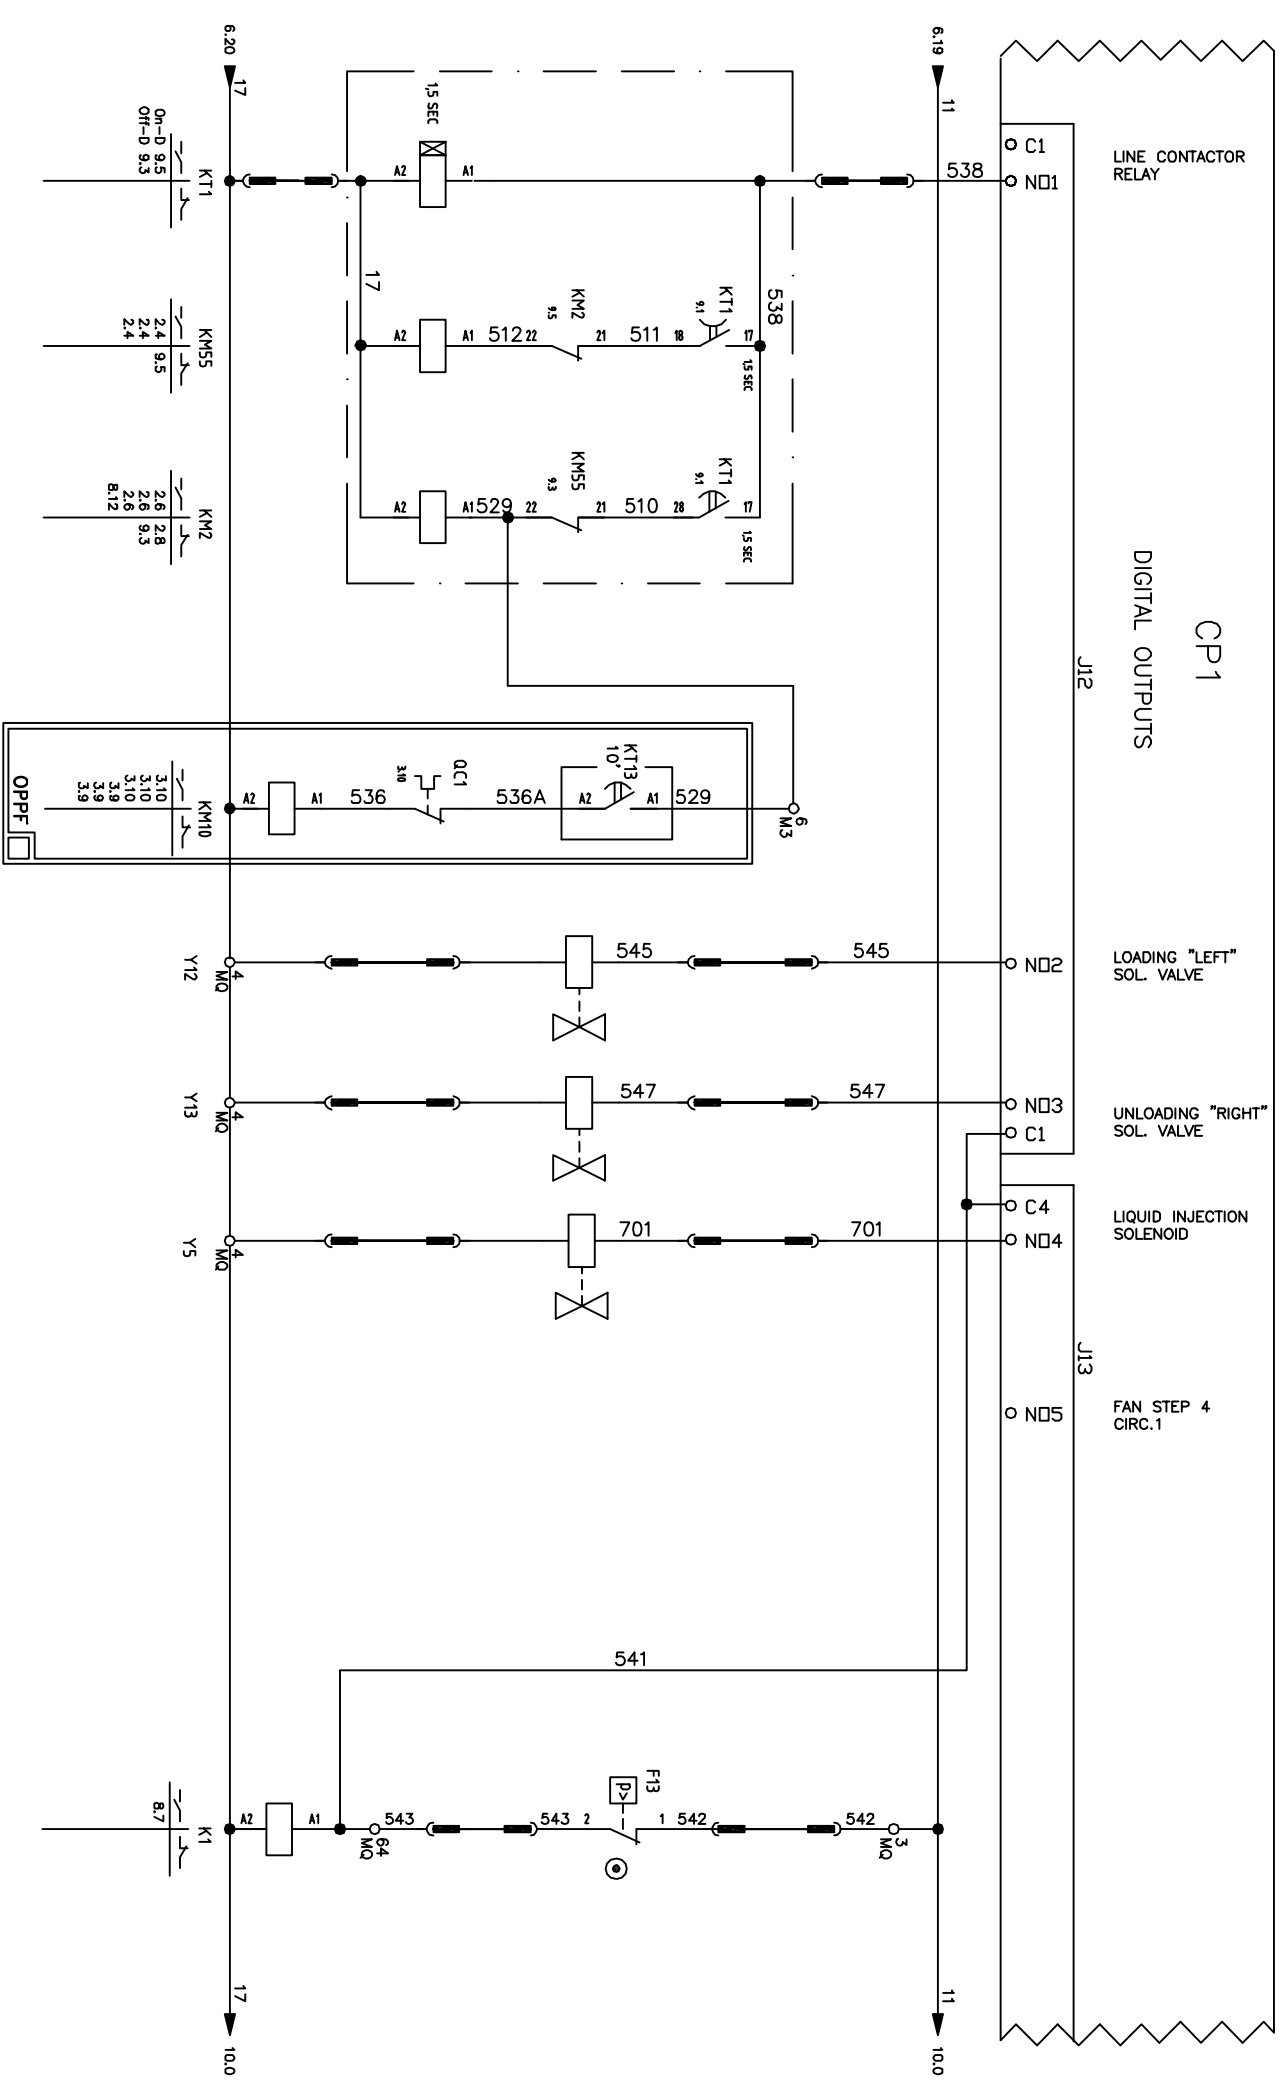 6.20
17
6.19
11
C1
NO1
LINE CONTACTOR
RELAY
1,5 SEC
A2
A1
538
KT1
On-D 9.5
Off-D 9.3
17
538
KM2
9.5
KT1
9.1
A2
A1
512
22
21
511
18
17
1,5 SEC
KM55
2.4
2.4
2.4
9.5
KM55
9.3
KT1
9.1
A2
A1
529
22
21
510
28
17
1,5 SEC
KM2
2.6
2.6
2.6
8.12
2.8
9.3
CP1
DIGITAL OUTPUTS
J12
OPPF
KM10
3.10
3.10
3.10
3.9
3.9
3.9
A2
A1
536
QC1
3.10
536A
KT13
10'
A2
A1
529
6
M3
Y12
4
MQ
545
545
NO2
LOADING "LEFT"
SOL. VALVE
Y13
4
MQ
547
547
NO3
C1
UNLOADING "RIGHT"
SOL. VALVE
Y5
4
MQ
701
701
C4
NO4
LIQUID INJECTION
SOLENOID
J13
NO5
FAN STEP 4
CIRC.1
541
K1
8.7
A2
A1
64
MQ
543
543
2
F13
P>
1
542
542
3
MQ
17
10.0
11
10.0